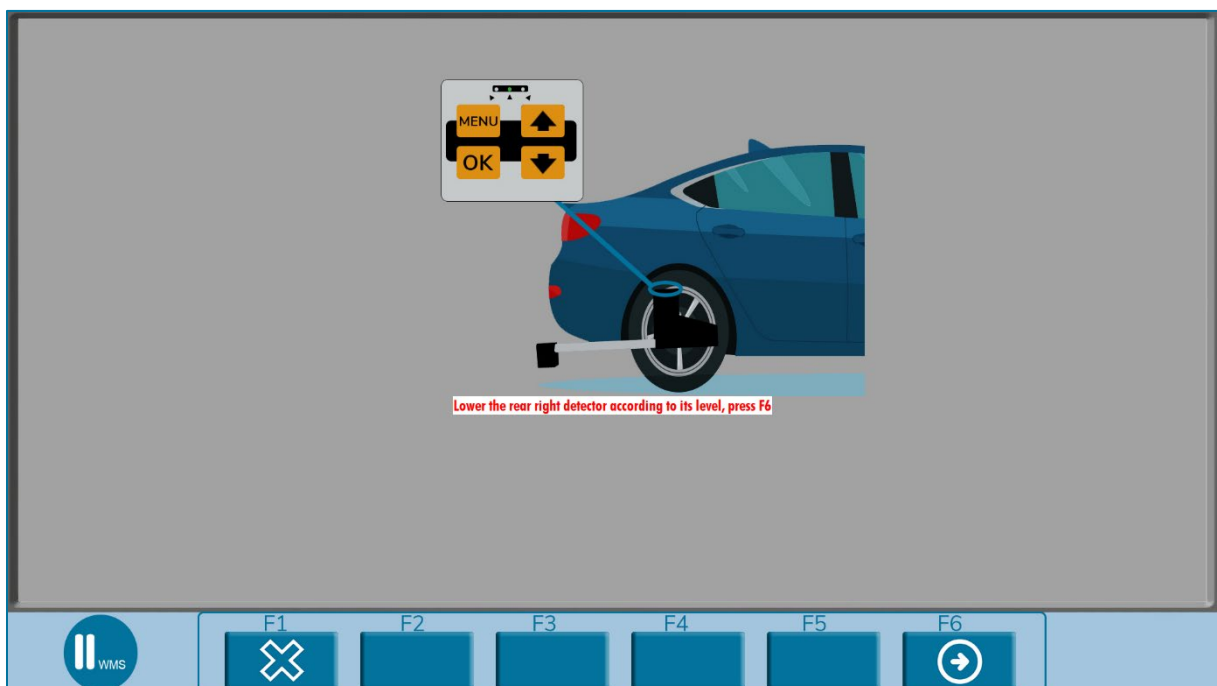 MENU
OK
Lower the rear right detector according to its level, press F6
F1 F2 F3 F4 F5 F6
WMS